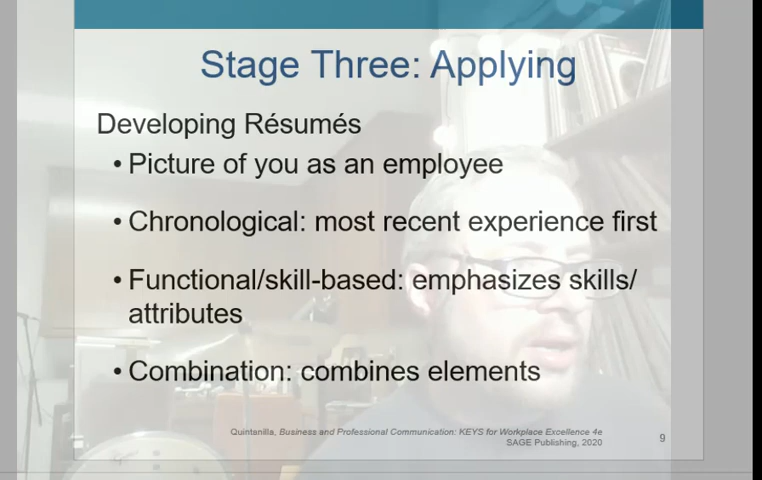 Stage Three: Applying
Developing Résumés
• Picture of you as an employee
• Chronological: most recent experience first
• Functional/skill-based: emphasizes skills/
attributes
• Combination: combines elements
Quintanilla, Business and Professional Communication: KEYS for Workplace Excellence 4e
SAGE Publishing, 2020
9